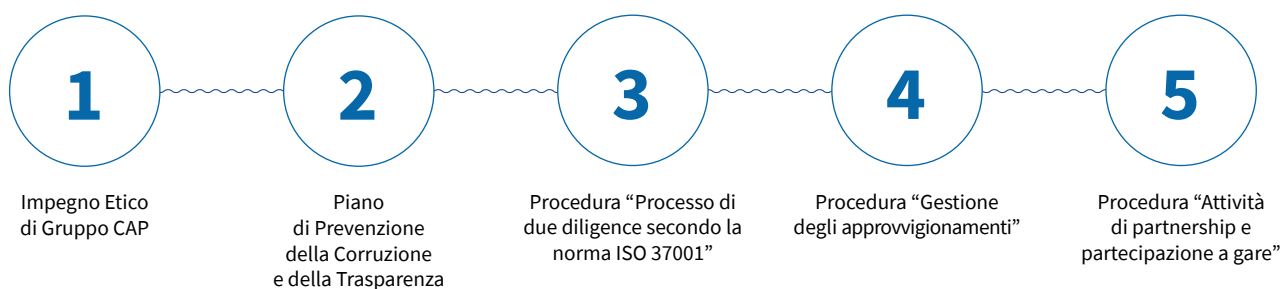 1
Impegno Etico
di Gruppo CAP
2
Piano
di Prevenzione
della Corruzione
e della Trasparenza
3
Procedura “Processo di
due diligence secondo la
norma ISO 37001”
4
Procedura “Gestione
degli approvvigionamenti”
5
Procedura “Attività
di partnership e
partecipazione a gare”